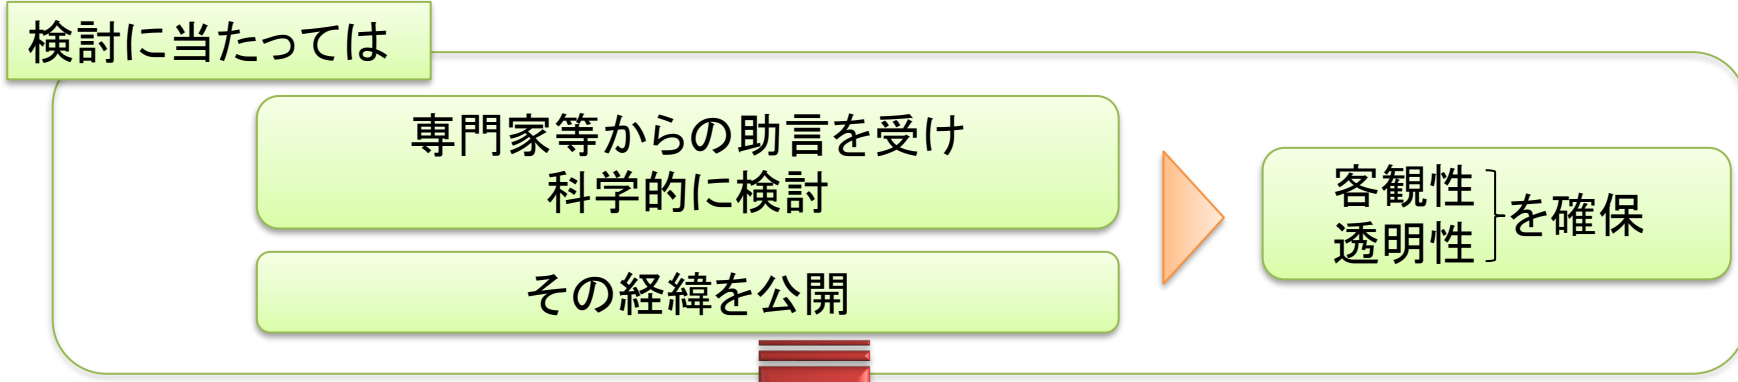 検討に当たっては
専門家等からの助言を受け
科学的に検討
その経緯を公開
客観性
透明性
を確保